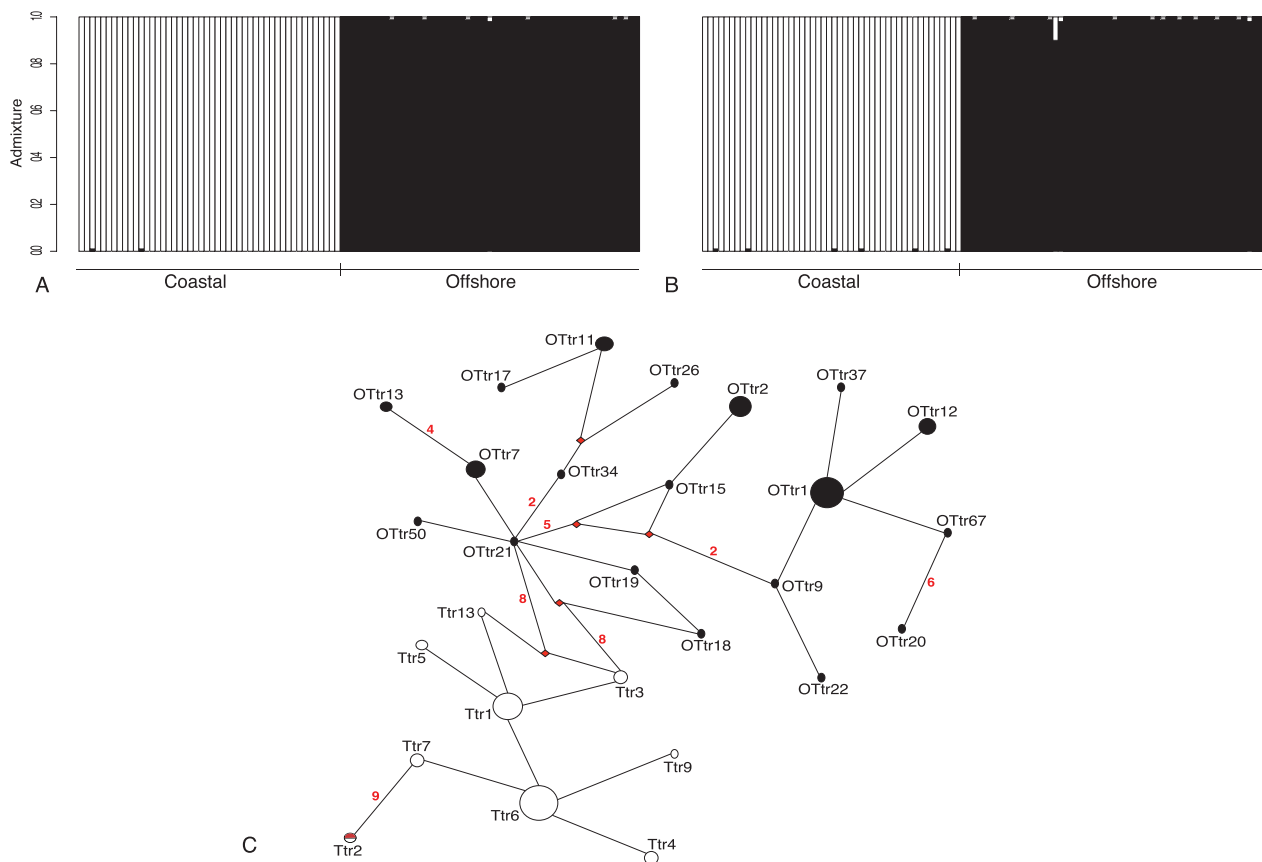 Admixture
1.0
0.8
0.6
0.4
0.2
0.0
A
Coastal
Offshore
B
Coastal
Offshore
OTtr11
OTtr17
OTtr26
OTtr37
OTtr13
OTtr2
OTtr12
4
OTtr7
OTtr34
OTtr15
OTtr1
2
OTtr67
OTtr50
5
OTtr21
2
OTtr19
OTtr9
6
8
Ttr13
8
OTtr18
OTtr20
Ttr5
Ttr3
OTtr22
Ttr1
Ttr7
Ttr9
9
Ttr6
C
Ttr2
Ttr4